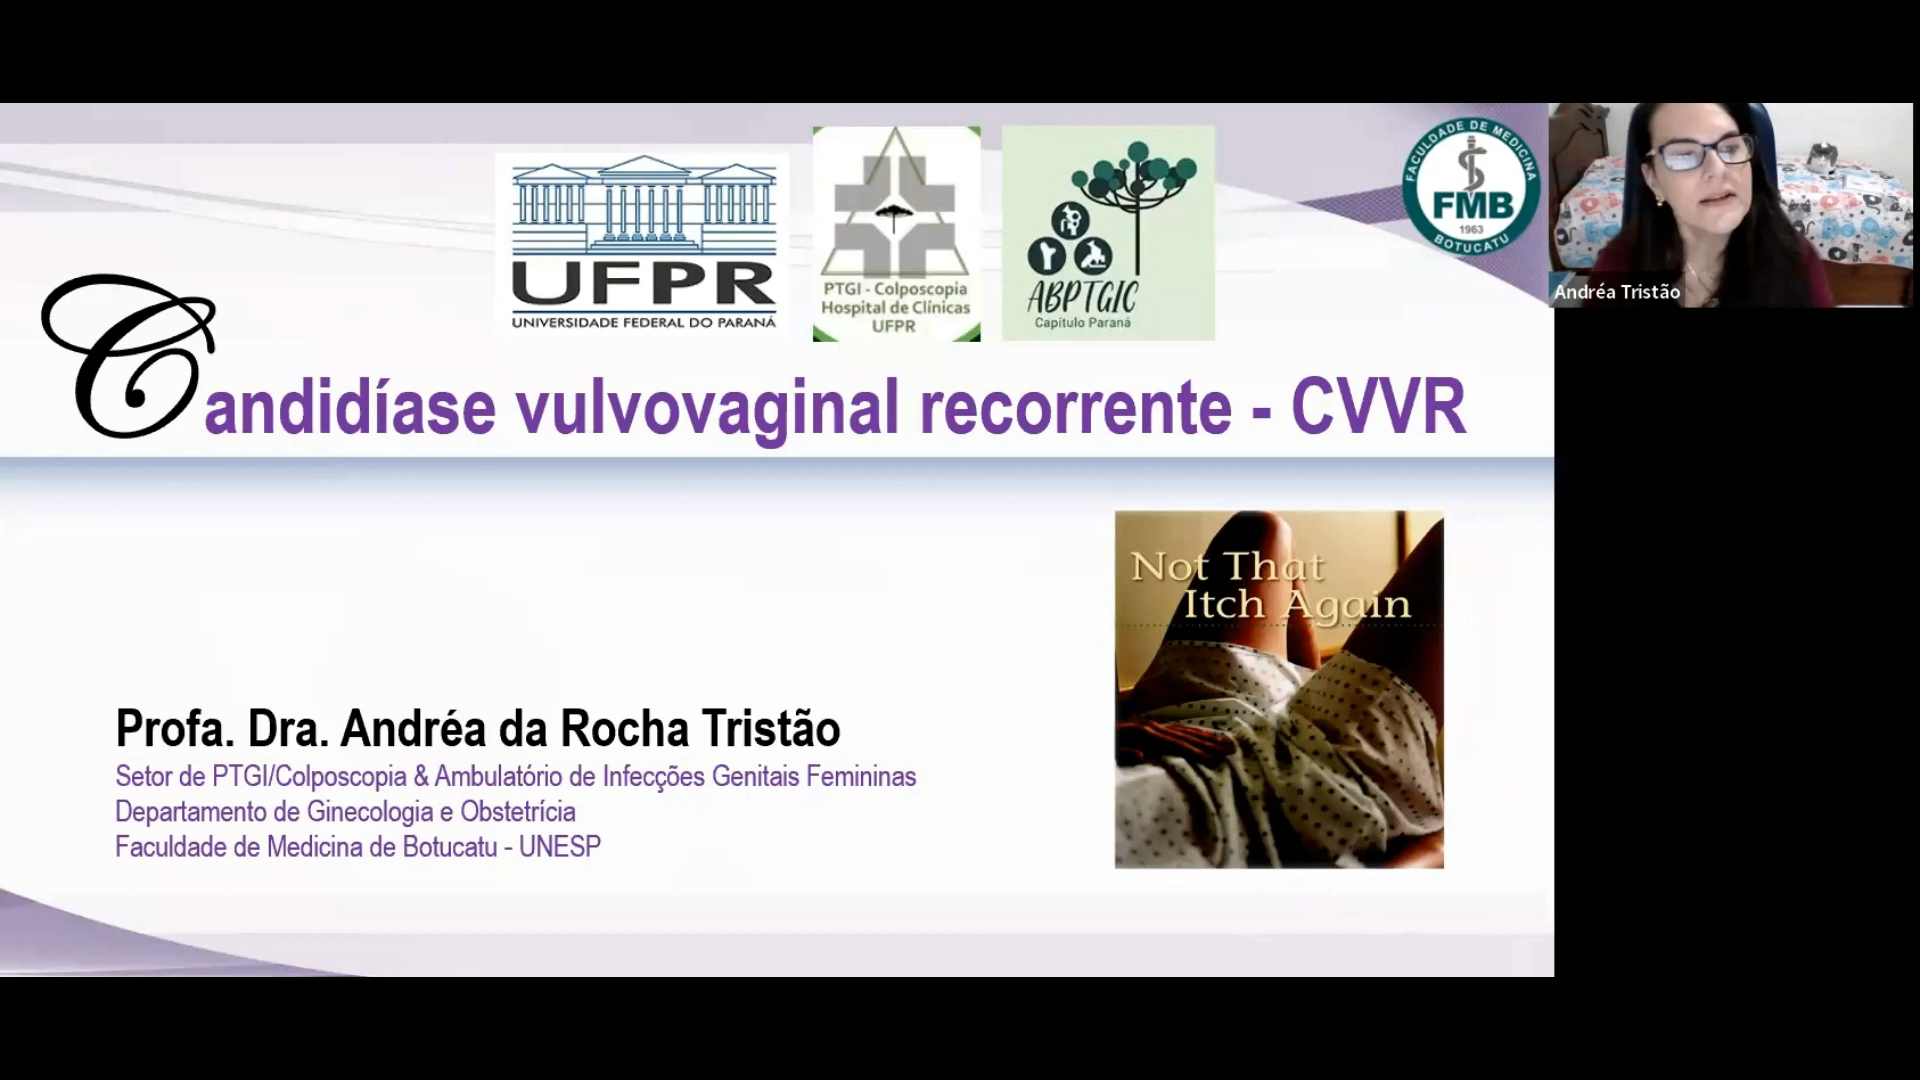 UFPR
UNIVERSIDADE FEDERAL DO PARANÁ
PTGI - Colposcopia
Hospital de Clínicas
UFPR
ABPTGIC
Capítulo Paraná
FACULDADE DE MEDICINA
FMB
1963
BOTUCATU
Andréa Tristão
Candidíase vulvovaginal recorrente - CVVR
Not That
Itch Again
Profa. Dra. Andréa da Rocha Tristão
Setor de PTGI/Colposcopia & Ambulatório de Infecções Genitais Femininas
Departamento de Ginecologia e Obstetrícia
Faculdade de Medicina de Botucatu - UNESP